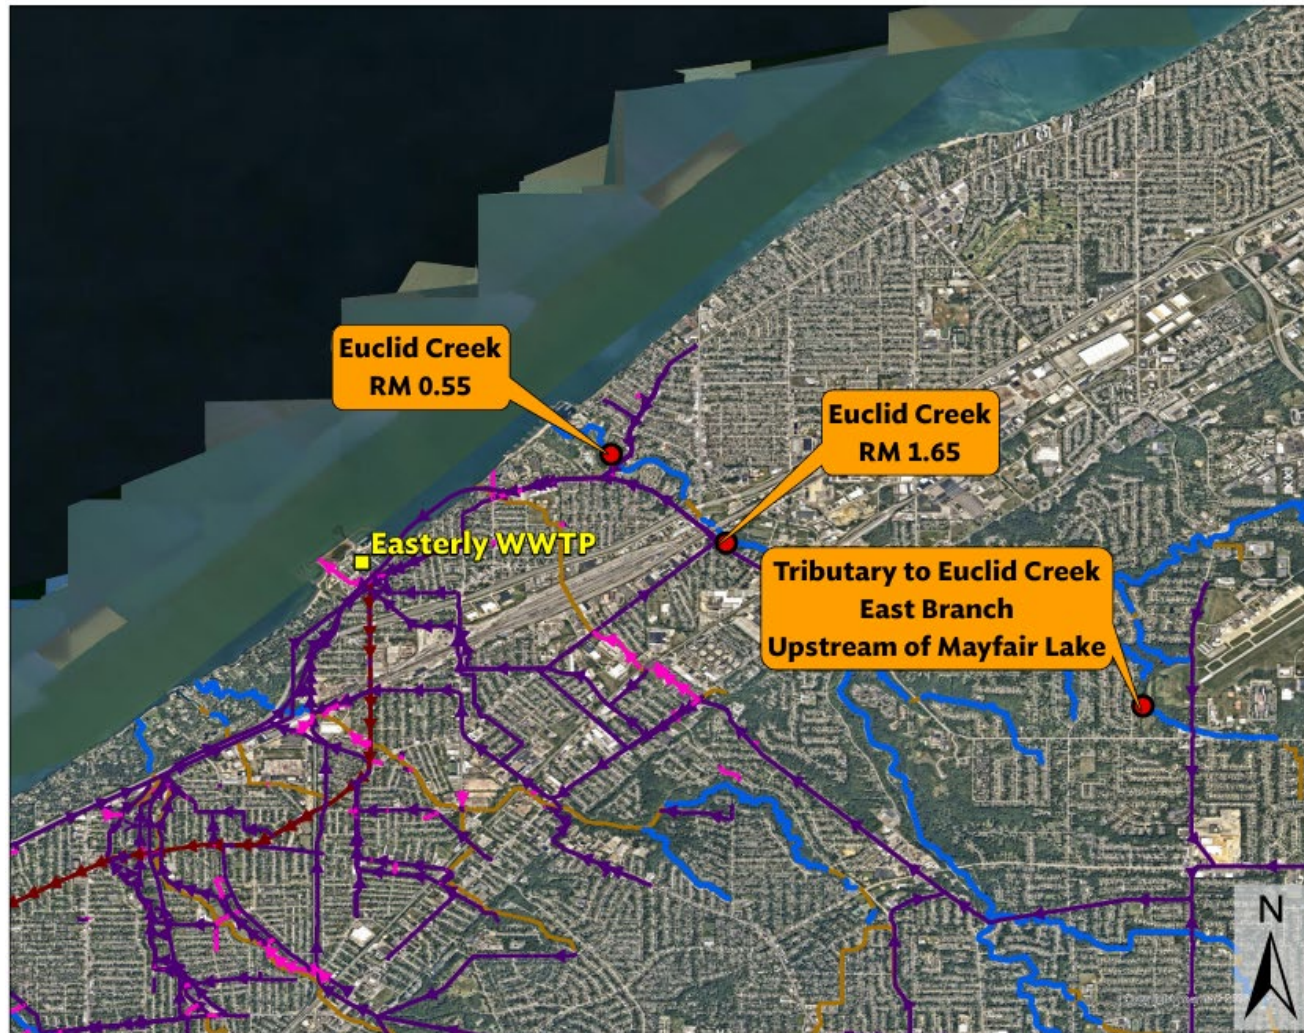 Euclid Creek
RM 0.55
Euclid Creek
RM 1.65
Easterly WWTP
Tributary to Euclid Creek
East Branch
Upstream of Mayfair Lake
N